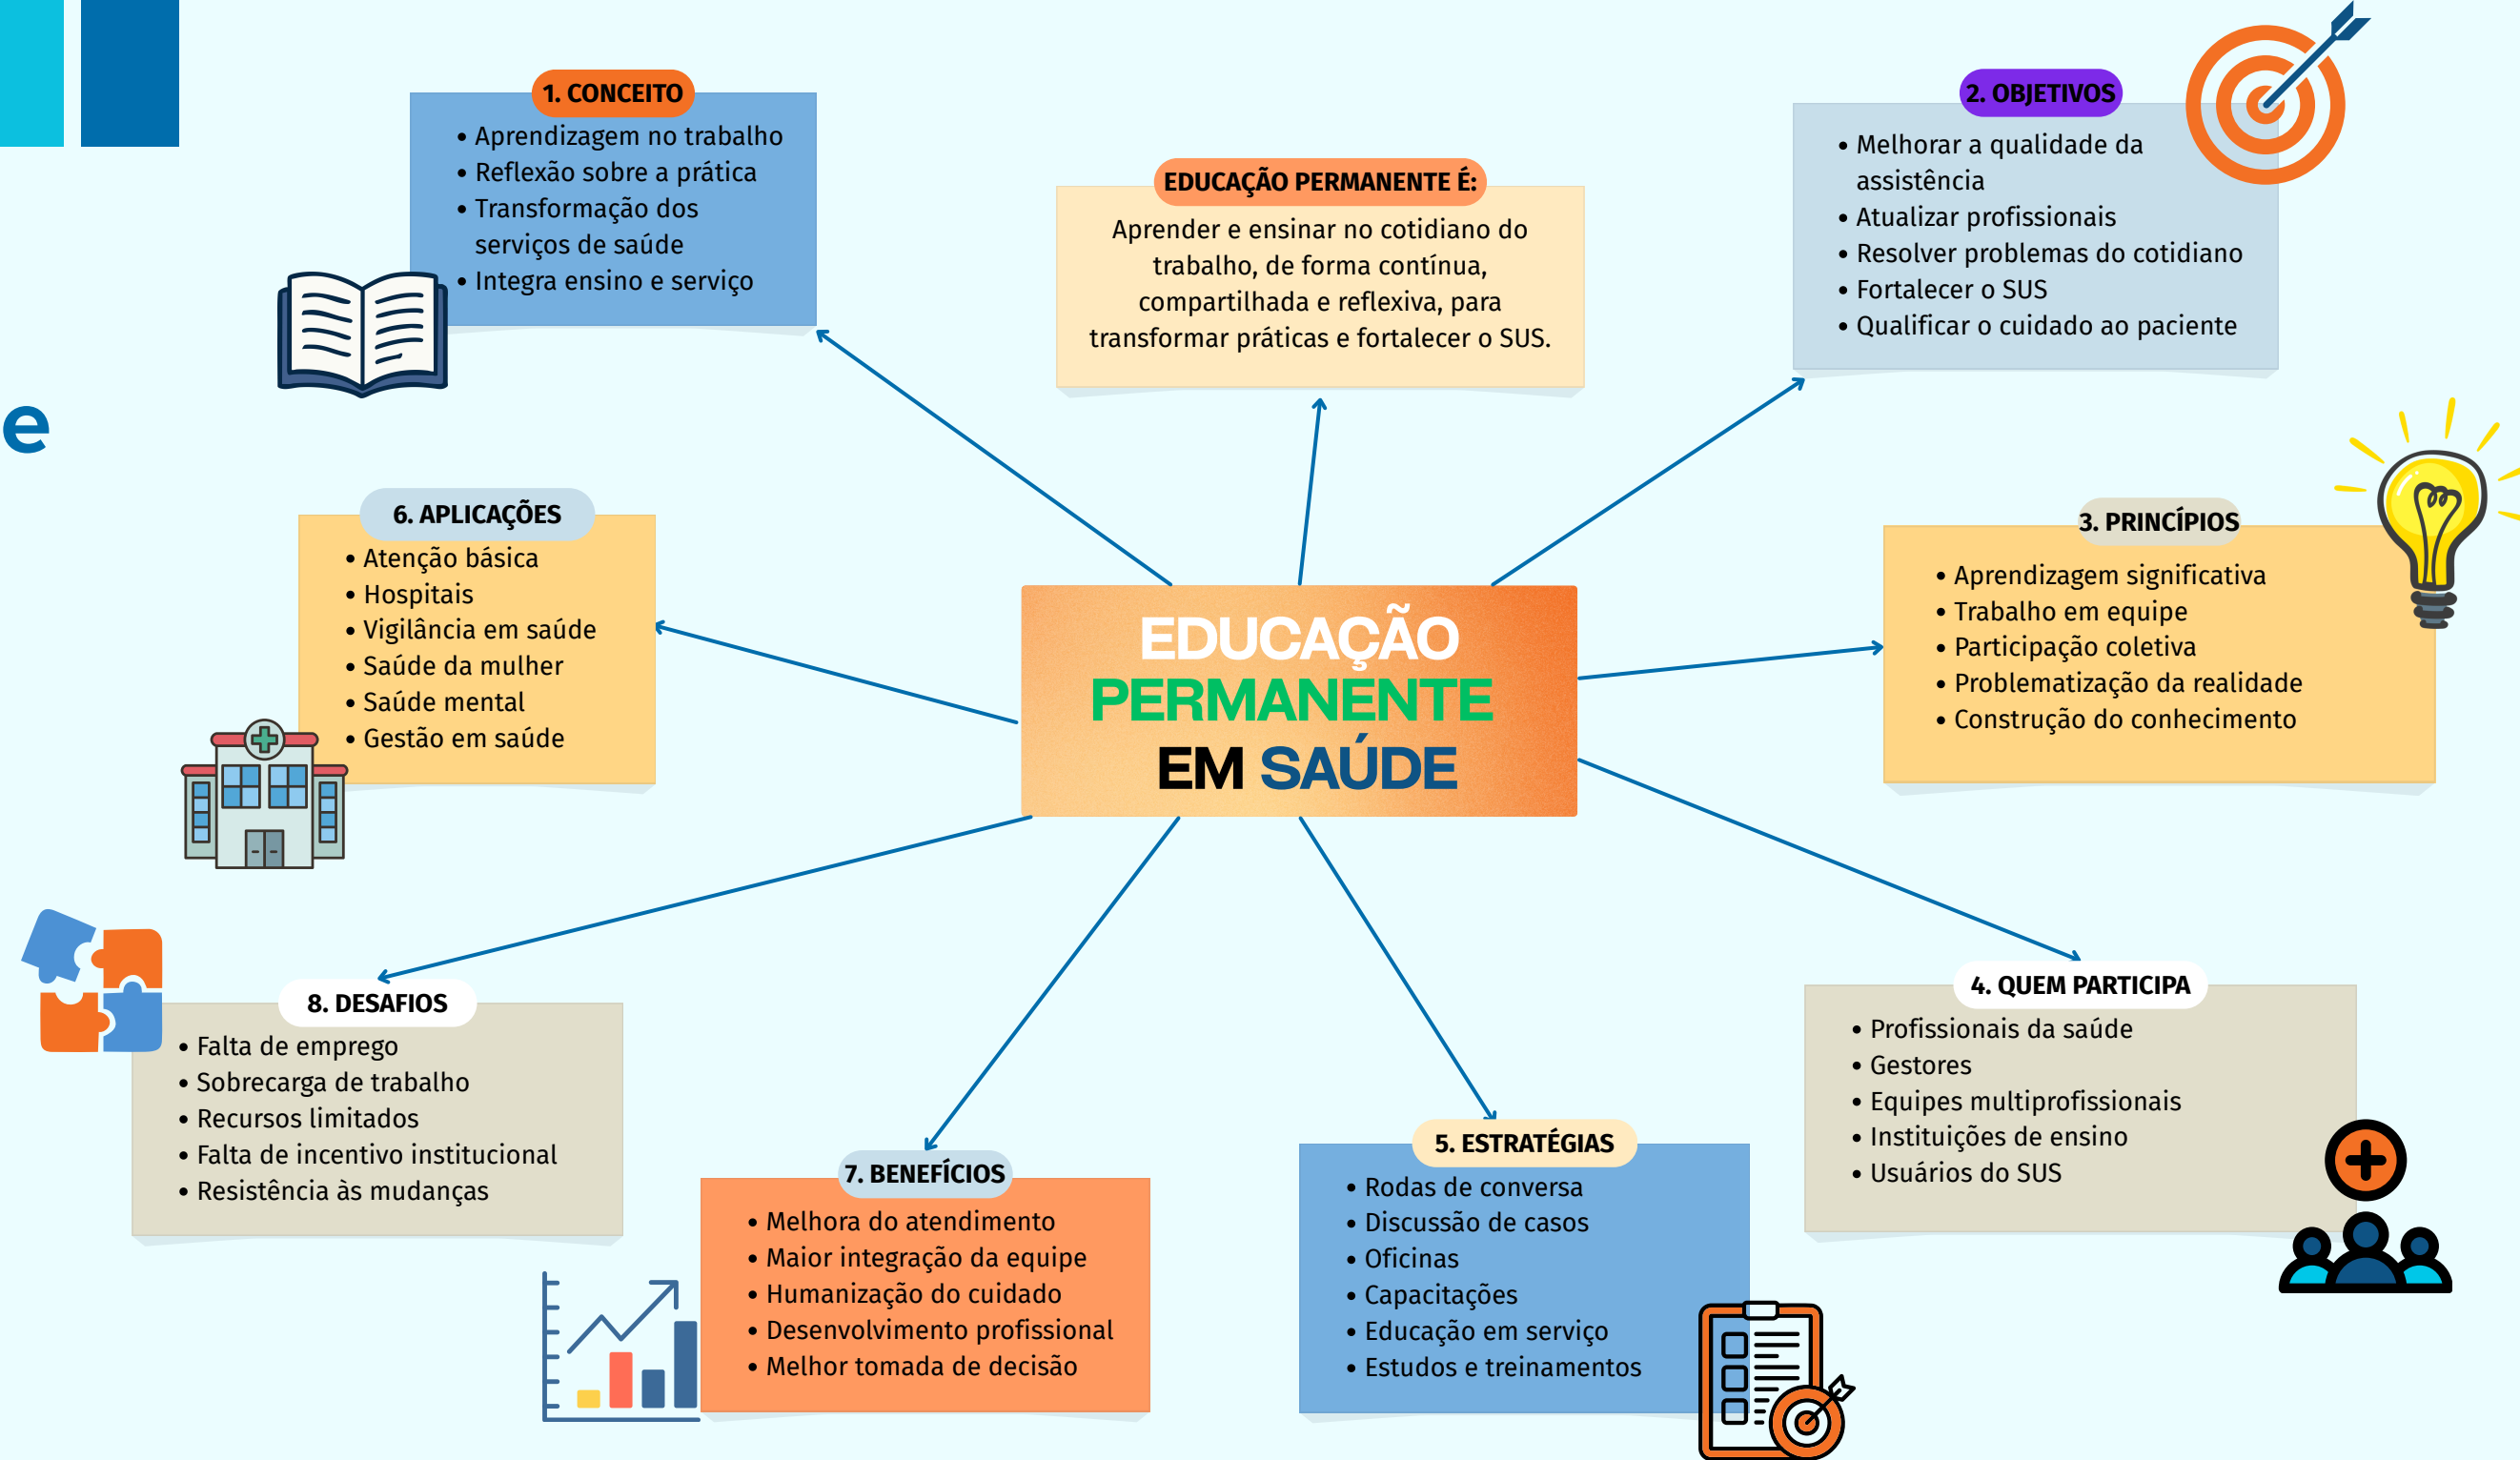 1. CONCEITO
• Aprendizagem no trabalho
• Reflexão sobre a prática
• Transformação dos
serviços de saúde
• Integra ensino e serviço
EDUCAÇÃO PERMANENTE É:
Aprender e ensinar no cotidiano do
trabalho, de forma contínua,
compartilhada e reflexiva, para
transformar práticas e fortalecer o SUS.
2. OBJETIVOS
• Melhorar a qualidade da
assistência
• Atualizar profissionais
• Resolver problemas do cotidiano
• Fortalecer o SUS
• Qualificar o cuidado ao paciente
e
6. APLICAÇÕES
• Atenção básica
• Hospitais
• Vigilância em saúde
• Saúde da mulher
• Saúde mental
• Gestão em saúde
EDUCAÇÃO
PERMANENTE
EM SAÚDE
3. PRINCÍPIOS
• Aprendizagem significativa
• Trabalho em equipe
• Participação coletiva
• Problematização da realidade
• Construção do conhecimento
8. DESAFIOS
• Falta de emprego
• Sobrecarga de trabalho
• Recursos limitados
• Falta de incentivo institucional
• Resistência às mudanças
7. BENEFÍCIOS
• Melhora do atendimento
• Maior integração da equipe
• Humanização do cuidado
• Desenvolvimento profissional
• Melhor tomada de decisão
5. ESTRATÉGIAS
• Rodas de conversa
• Discussão de casos
• Oficinas
• Capacitações
• Educação em serviço
• Estudos e treinamentos
4. QUEM PARTICIPA
• Profissionais da saúde
• Gestores
• Equipes multiprofissionais
• Instituições de ensino
• Usuários do SUS